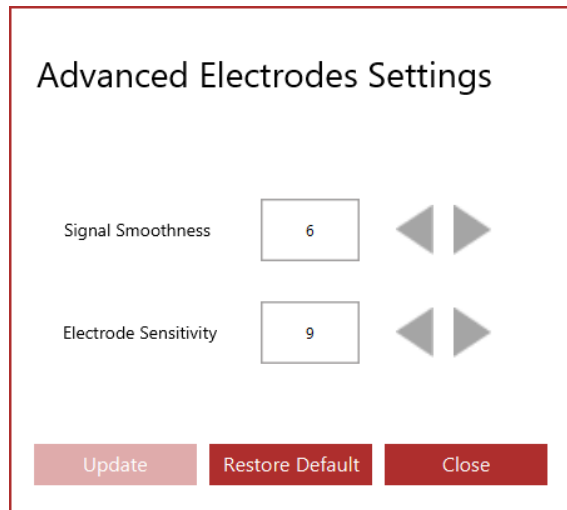 Advanced Electrodes Settings
Signal Smoothness 6
Electrode Sensitivity 9
Update Restore Default Close